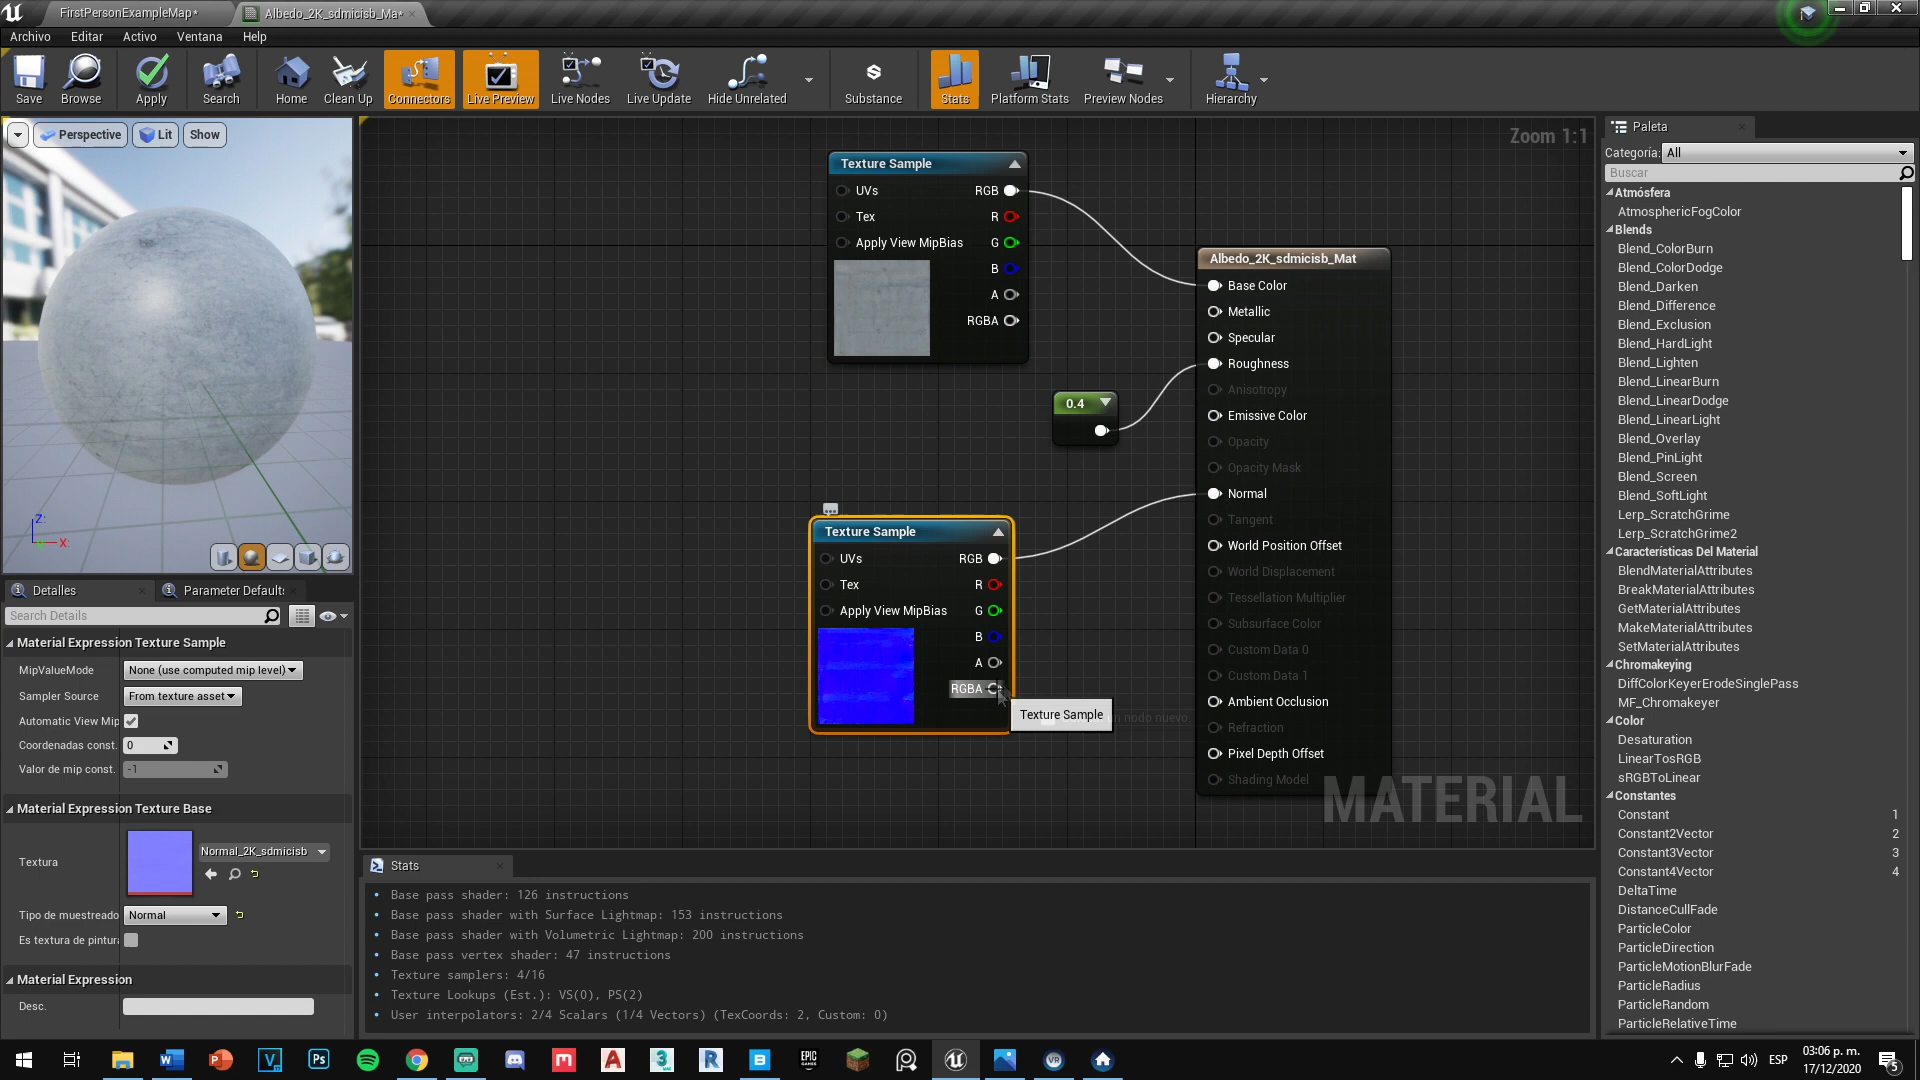 FirstPersonExampleMap*
Albedo_2K_sdmicisb_Ma*
Archivo
Editar
Activo
Ventana
Help
Save
Browse
Apply
Search
Home
Clean Up
Connectors
Live Preview
Live Nodes
Live Update
Hide Unrelated
Substance
Stats
Platform Stats
Preview Nodes
Hierarchy
Perspective
Lit
Show
Z:
X:
Zoom 1:1
Texture Sample
UVs
RGB
Tex
R
Apply View MipBias
G
B
A
RGBA
0.4
Albedo_2K_sdmicisb_Mat
Base Color
Metallic
Specular
Roughness
Anisotropy
Emissive Color
Opacity
Opacity Mask
Normal
Tangent
World Position Offset
World Displacement
Tessellation Multiplier
Subsurface Color
Custom Data 0
Custom Data 1
Ambient Occlusion
Refraction
Pixel Depth Offset
Shading Model
Texture Sample
UVs
RGB
Tex
R
Apply View MipBias
G
B
A
RGBA
Texture Sample
un nodo nuevo.
MATERIAL
Detalles
Parameter Default:
Search Details
Material Expression Texture Sample
MipValueMode
None (use computed mip level)
Sampler Source
From texture asset
Automatic View Mip
Coordenadas const.
0
Valor de mip const.
-1
Material Expression Texture Base
Textura
Normal_2K_sdmicisb
Tipo de muestreado
Normal
Es textura de pintura
Material Expression
Desc.
Stats
• Base pass shader: 126 instructions
• Base pass shader with Surface Lightmap: 153 instructions
• Base pass shader with Volumetric Lightmap: 200 instructions
• Base pass vertex shader: 47 instructions
• Texture samplers: 4/16
• Texture Lookups (Est.): VS(0), PS(2)
• User interpolators: 2/4 Scalars (1/4 Vectors) (TexCoords: 2, Custom: 0)
Paleta
Categoría: All
Buscar
Atmósfera
AtmosphericFogColor
Blends
Blend_ColorBurn
Blend_ColorDodge
Blend_Darken
Blend_Difference
Blend_Exclusion
Blend_HardLight
Blend_Lighten
Blend_LinearBurn
Blend_LinearDodge
Blend_LinearLight
Blend_Overlay
Blend_PinLight
Blend_Screen
Blend_SoftLight
Lerp_ScratchGrime
Lerp_ScratchGrime2
Características Del Material
BlendMaterialAttributes
BreakMaterialAttributes
GetMaterialAttributes
MakeMaterialAttributes
SetMaterialAttributes
Chromakeying
DiffColorKeyerErodeSinglePass
MF_Chromakeyer
Color
Desaturation
LinearTosRGB
sRGBToLinear
Constantes
Constant 1
Constant2Vector 2
Constant3Vector 3
Constant4Vector 4
DeltaTime
DistanceCullFade
ParticleColor
ParticleDirection
ParticleMotionBlurFade
ParticleRadius
ParticleRandom
ParticleRelativeTime
EPIC
GAMES
VR
ESP
03:06 p. m.
17/12/2020
5